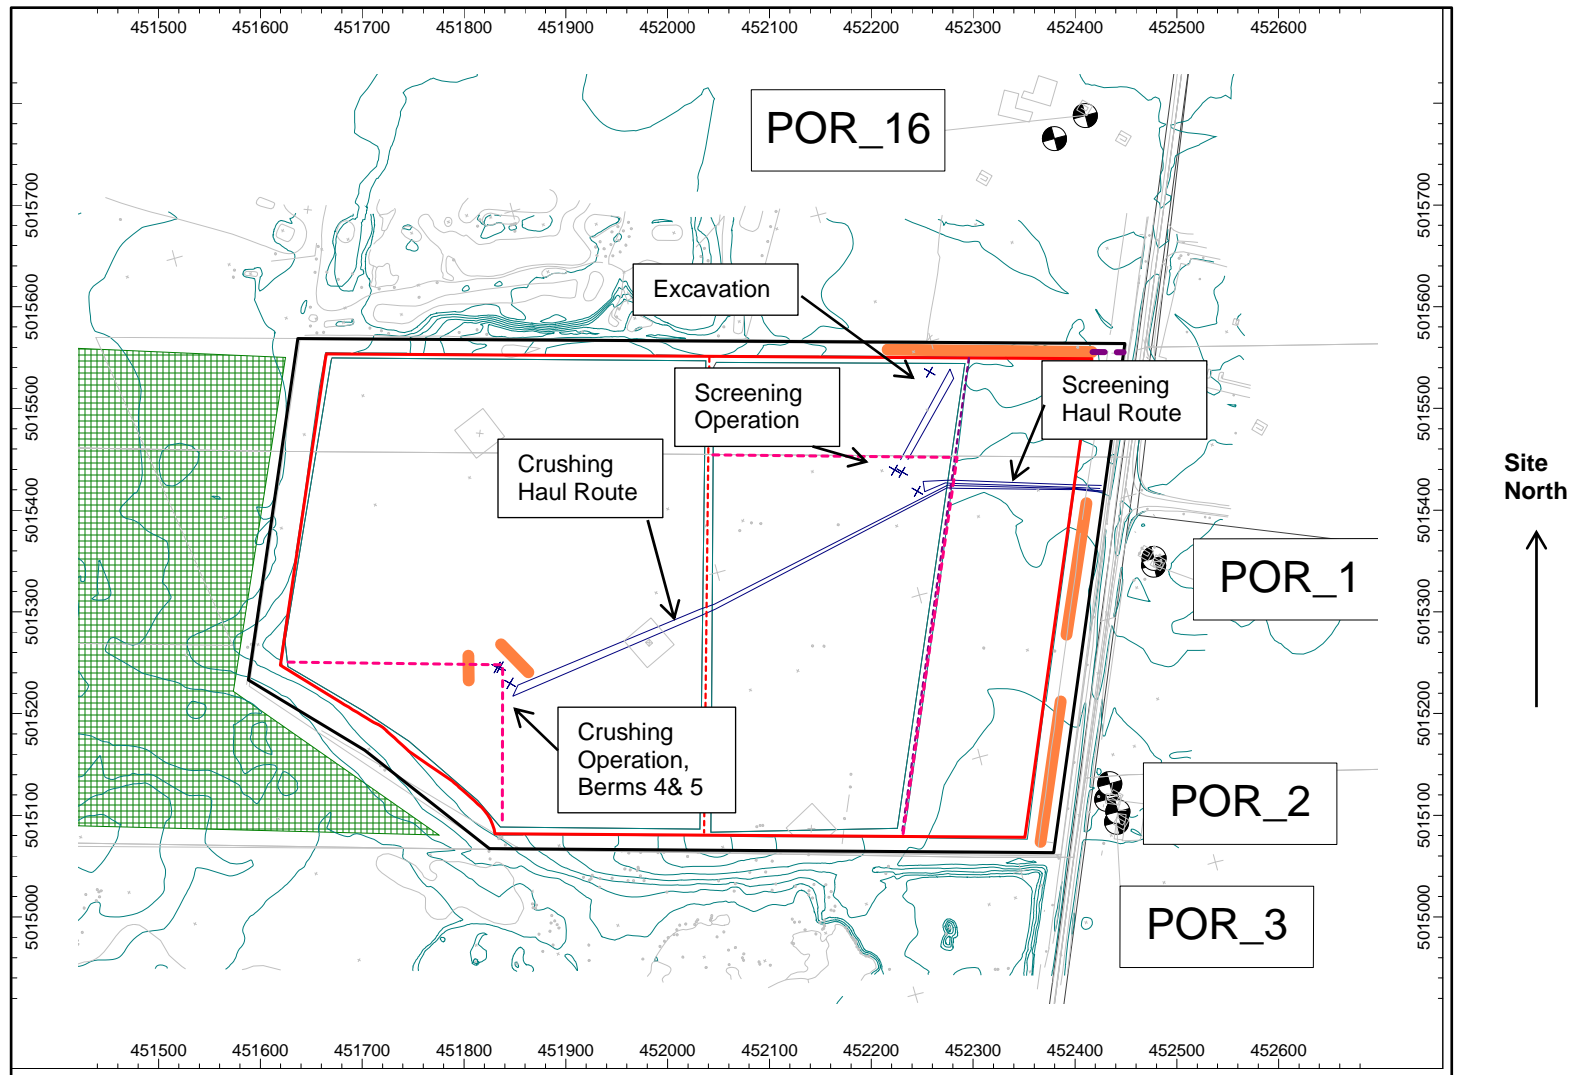 451500 451600 451700 451800 451900 452000 452100 452200 452300 452400 452500 452600
POR_16
5015700
5015700
Excavation
5015600
5015600
Screening
Operation
Screening
Haul Route
5015500
5015500
Crushing
Haul Route
Site
North
5015400
5015400
POR_1
5015300
5015300
5015200
5015200
Crushing
Operation,
Berms 4& 5
POR_2
5015100
5015100
POR_3
5015000
5015000
451500 451600 451700 451800 451900 452000 452100 452200 452300 452400 452500 452600